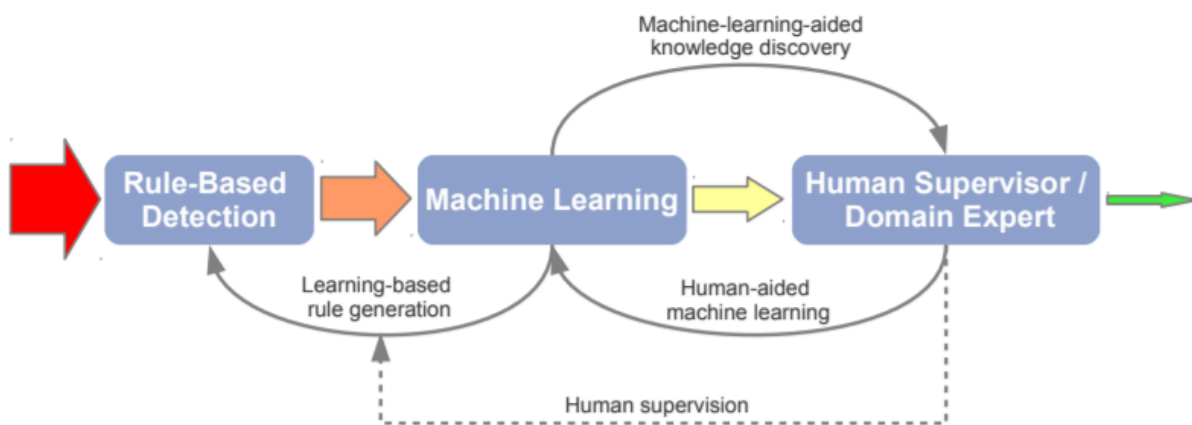 Machine-learning-aided
knowledge discovery
Rule-Based
Detection
Machine Learning
Human Supervisor /
Domain Expert
Learning-based
rule generation
Human-aided
machine learning
Human supervision